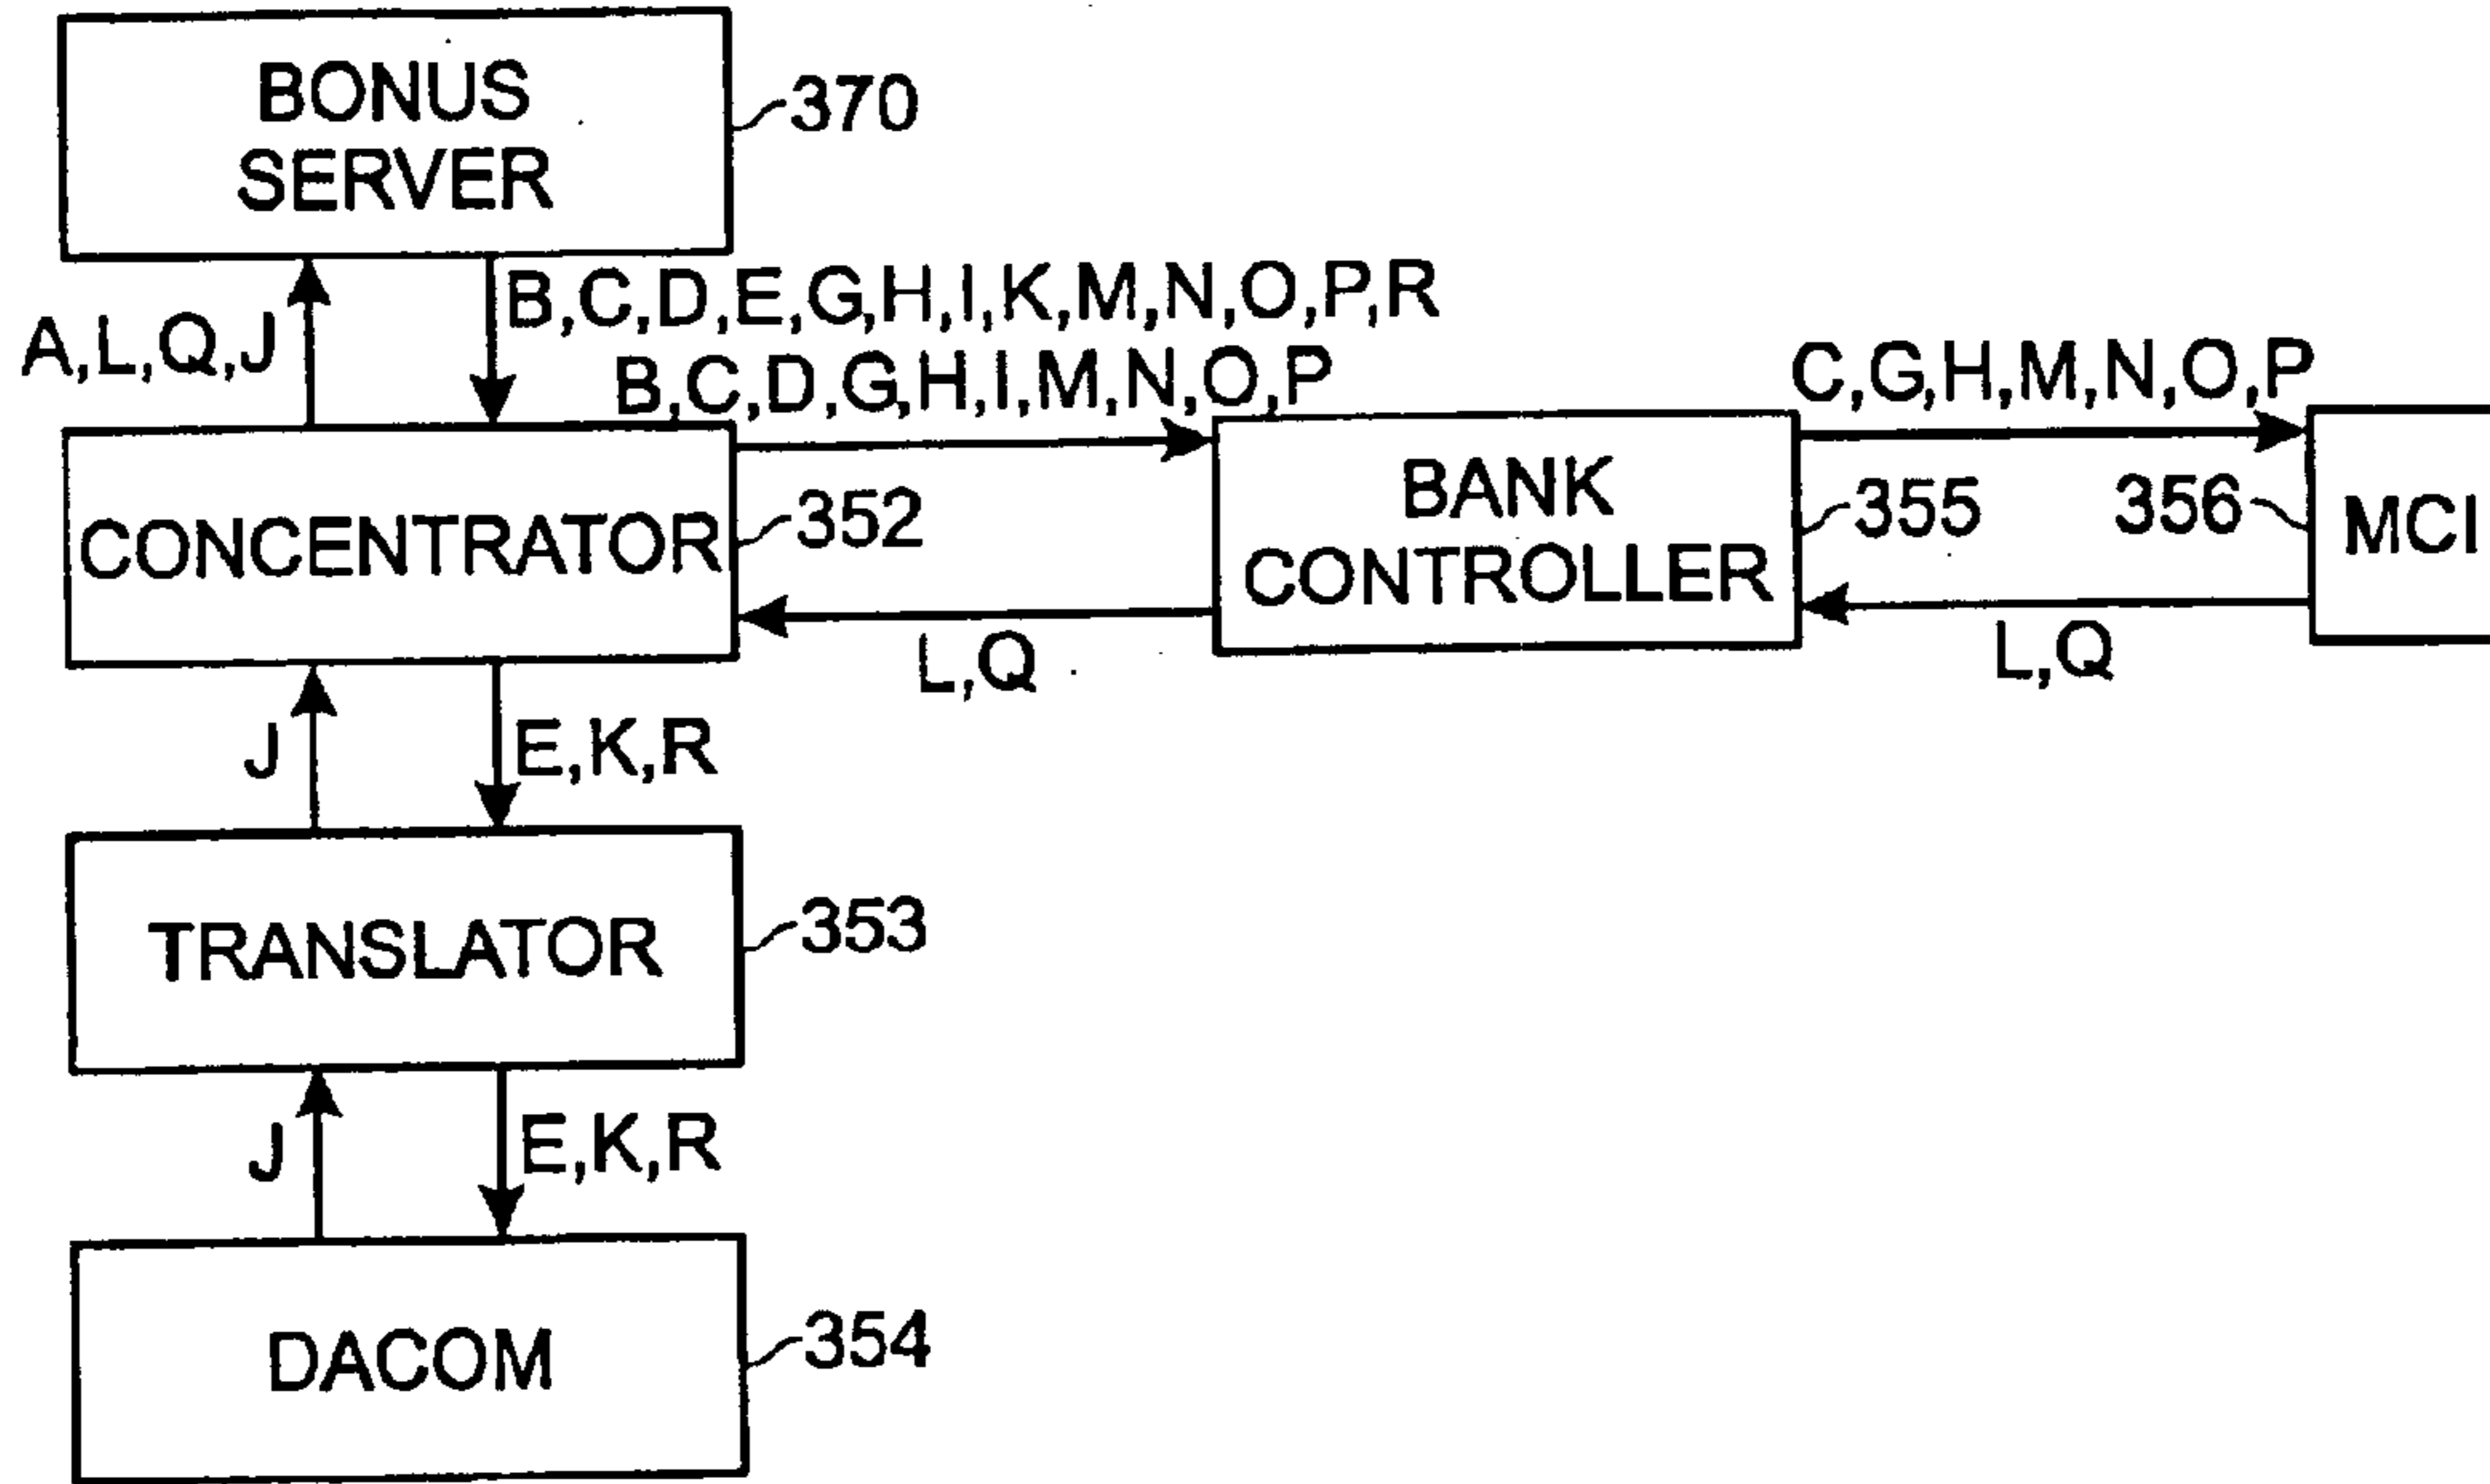 BONUS
SERVER
370
A,L,Q,J
B,C,D,E,G,H,I,K,M,N,O,P,R
B,C,D,G,H,I,M,N,O,P
C,G,H,M,N,O,P
CONCENTRATOR
352
BANK
CONTROLLER
355
356
MCI
L,Q
L,Q
J
E,K,R
TRANSLATOR
353
J
E,K,R
DACOM
354